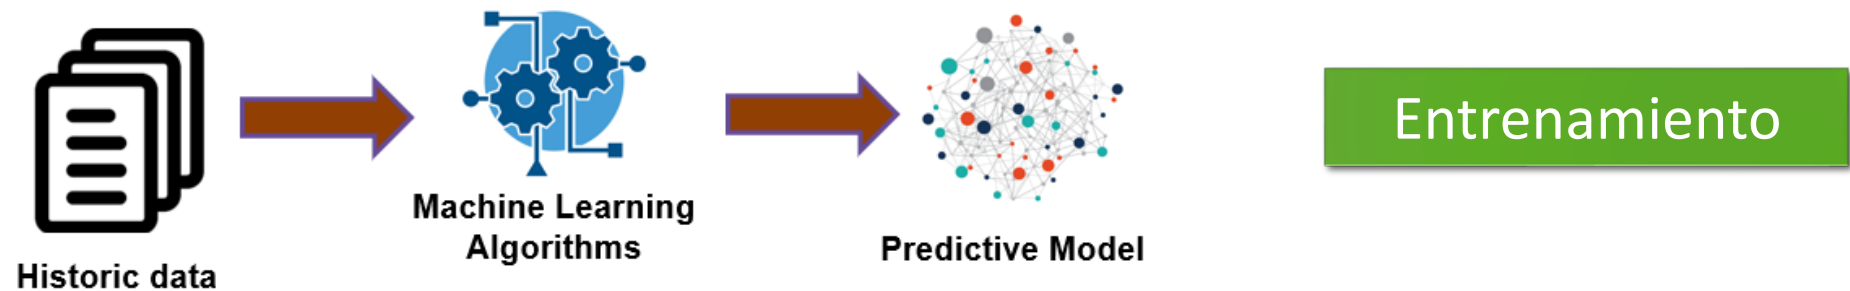 Historic data
Machine Learning
Algorithms
Predictive Model
Entrenamiento